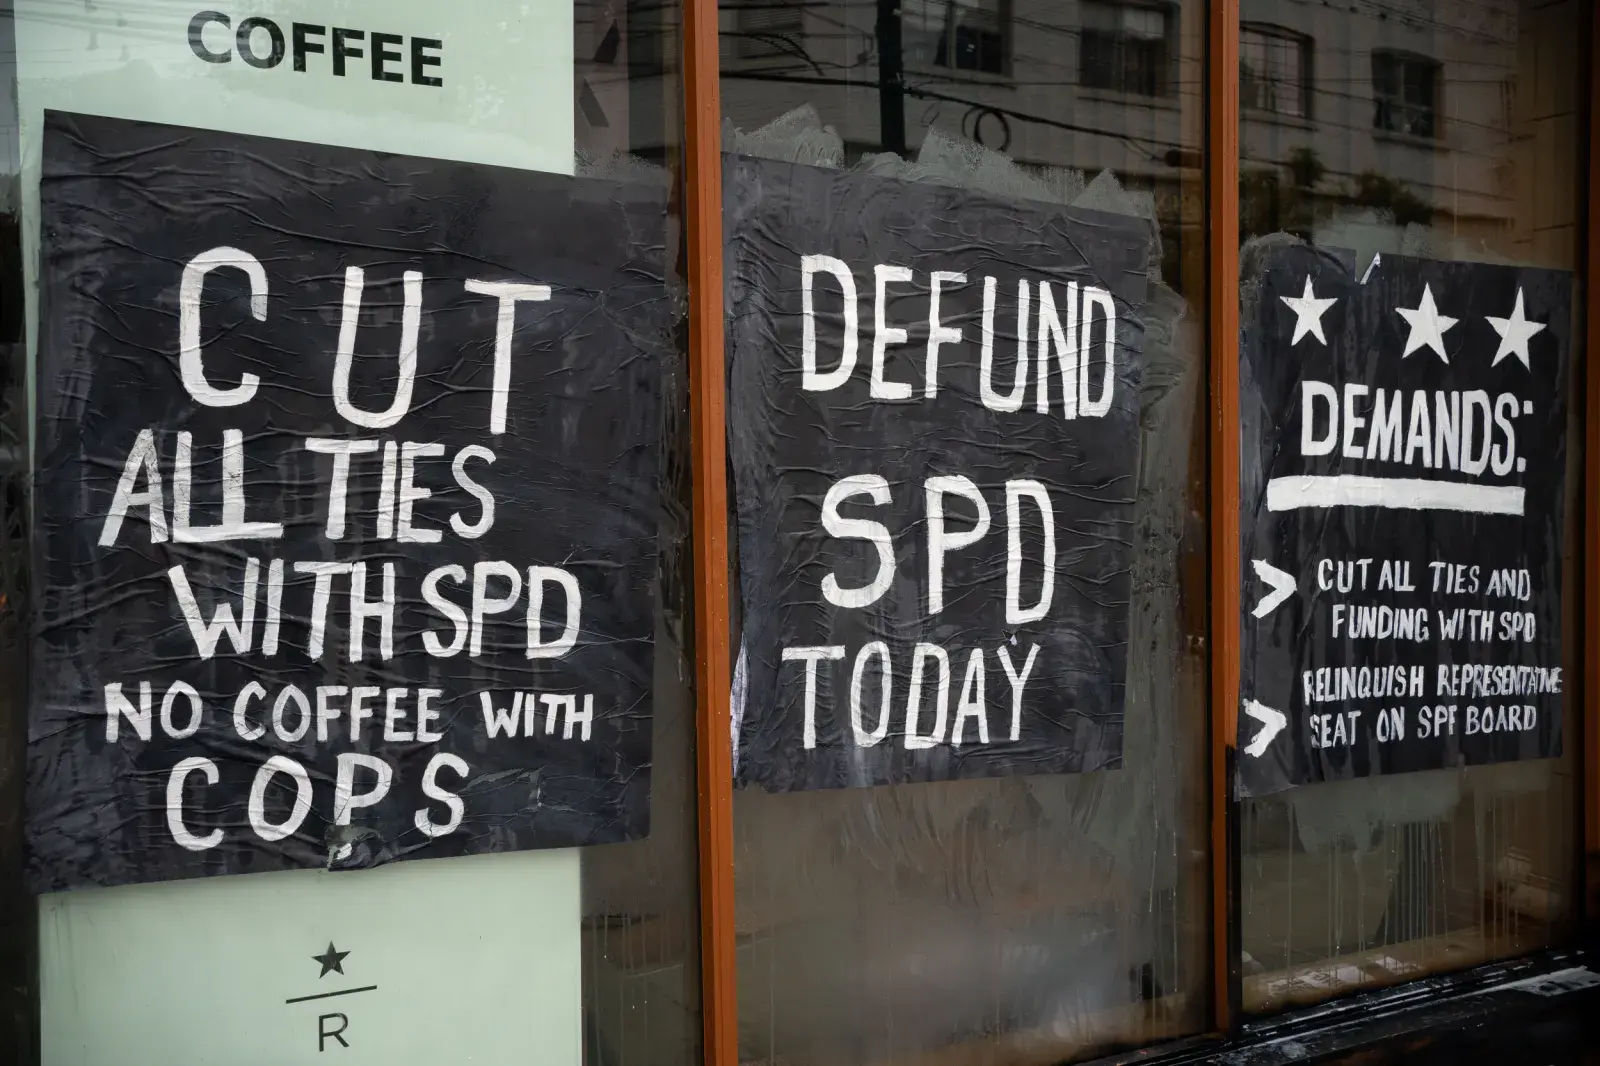 COFFEE
CUT
ALL TIES
WITH SPD
NO COFFEE WITH
COPS
R
DEFUND
SPD
TODAY
DEMANDS:
> CUT ALL TIES AND
FUNDING WITH SPD
RELINQUISH REPRESENTATIVE
> SEAT ON SPF BOARD